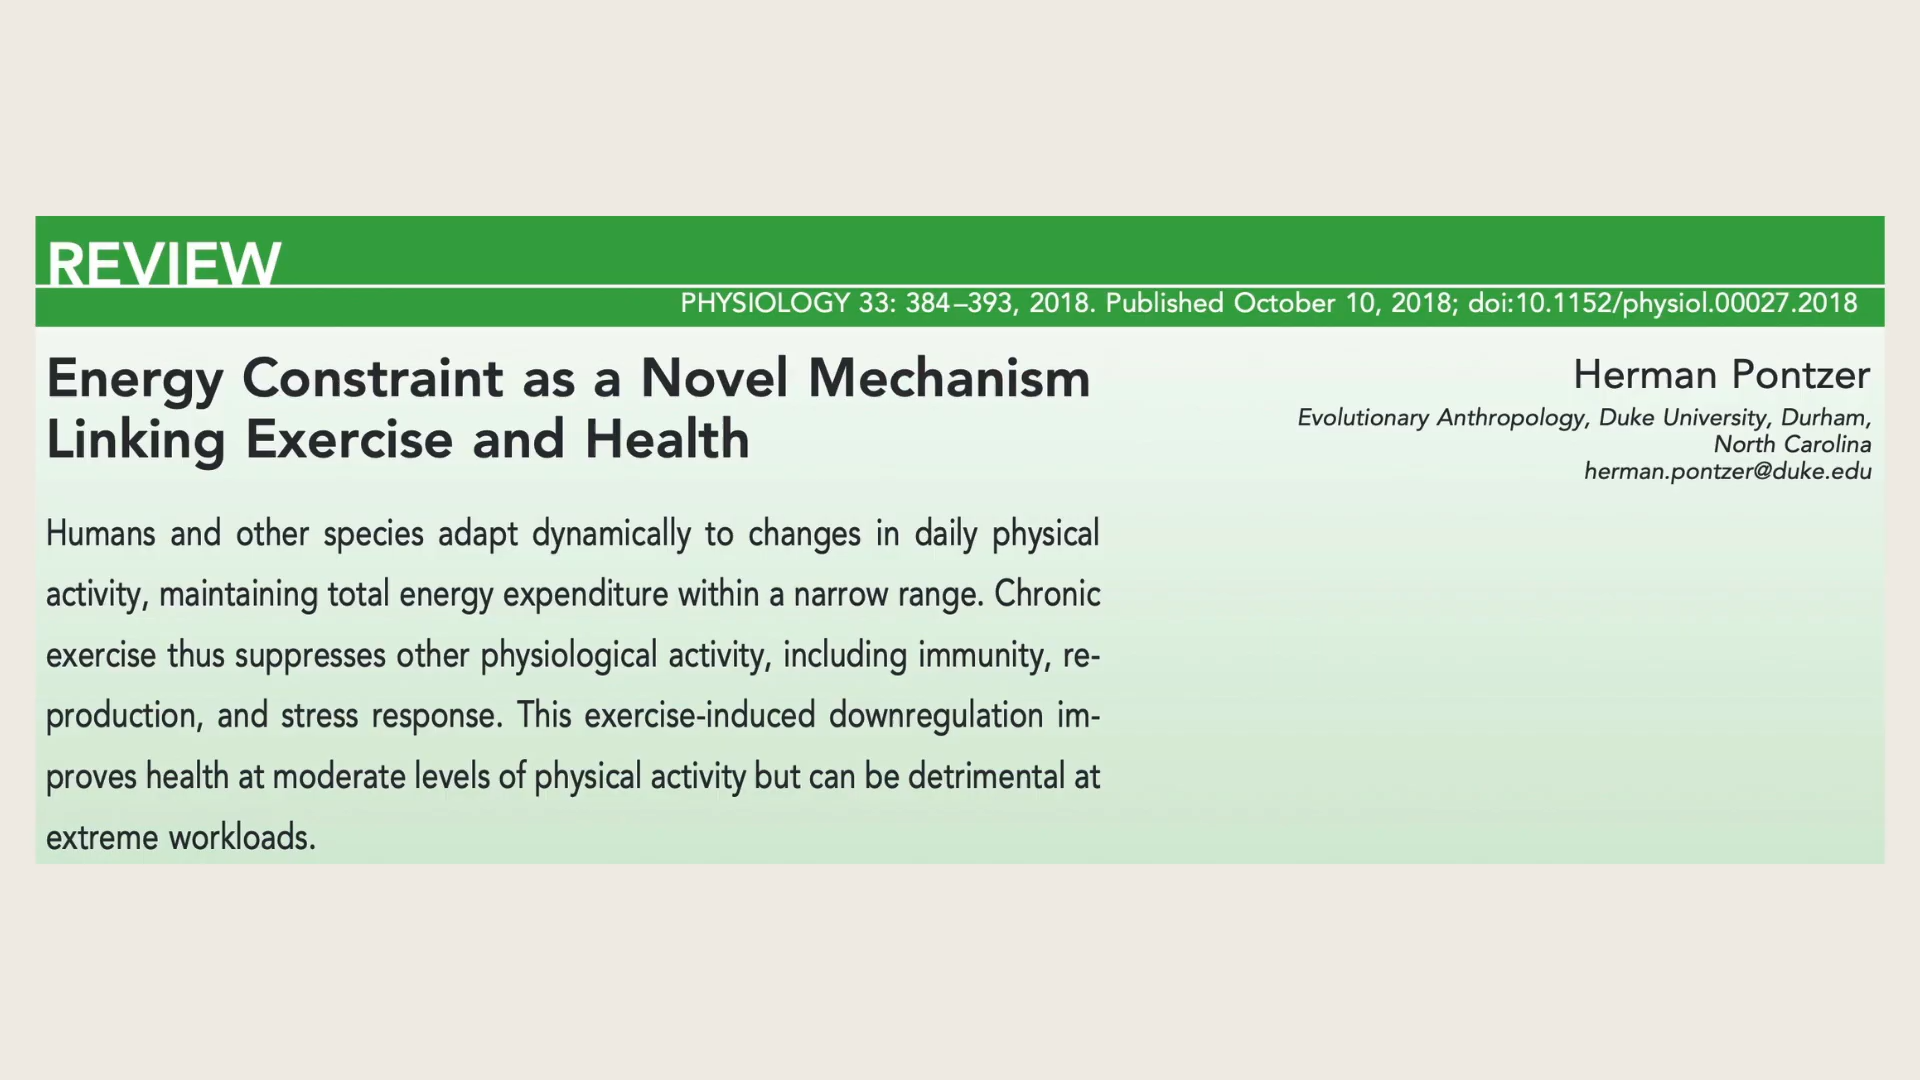 REVIEW
PHYSIOLOGY 33: 384–393, 2018. Published October 10, 2018; doi:10.1152/physiol.00027.2018
Energy Constraint as a Novel Mechanism
Linking Exercise and Health
Herman Pontzer
Evolutionary Anthropology, Duke University, Durham,
North Carolina
herman.pontzer@duke.edu
Humans and other species adapt dynamically to changes in daily physical
activity, maintaining total energy expenditure within a narrow range. Chronic
exercise thus suppresses other physiological activity, including immunity, re-
production, and stress response. This exercise-induced downregulation im-
proves health at moderate levels of physical activity but can be detrimental at
extreme workloads.